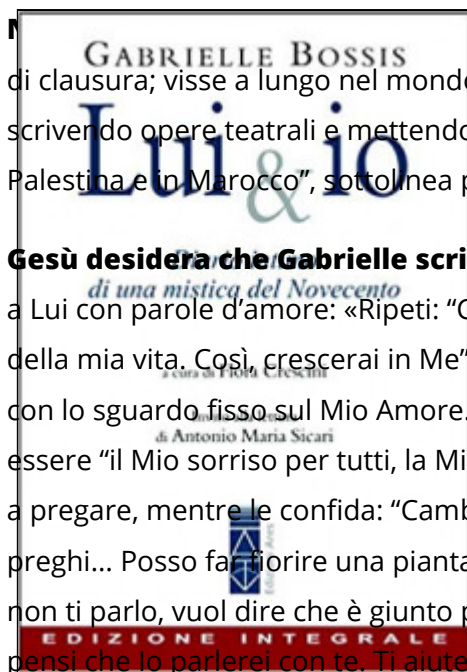 N
GABRIELLE BOSSIS
di clausura; visse a lungo nel mondo
Lui & io
scrivendo opere teatrali e mettendo
Palestina e in Marocco”, sottolinea p
Gesù desidera che Gabrielle scri
di una mistica del Novecento
a Lui con parole d’amore: «Ripeti: “C
della mia vita. Così, crescerai in Me”
a cura di Fiora Crescini
con lo sguardo fisso sul Mio Amore.
di Antonio Maria Sicari
essere “il Mio sorriso per tutti, la Mi
a pregare, mentre le confida: “Camb
preghi... Posso far fiorire una pianta
non ti parlo, vuol dire che è giunto
EDIZIONE INTEGRALE
pensi che Io parlerei con te. Ti aiute